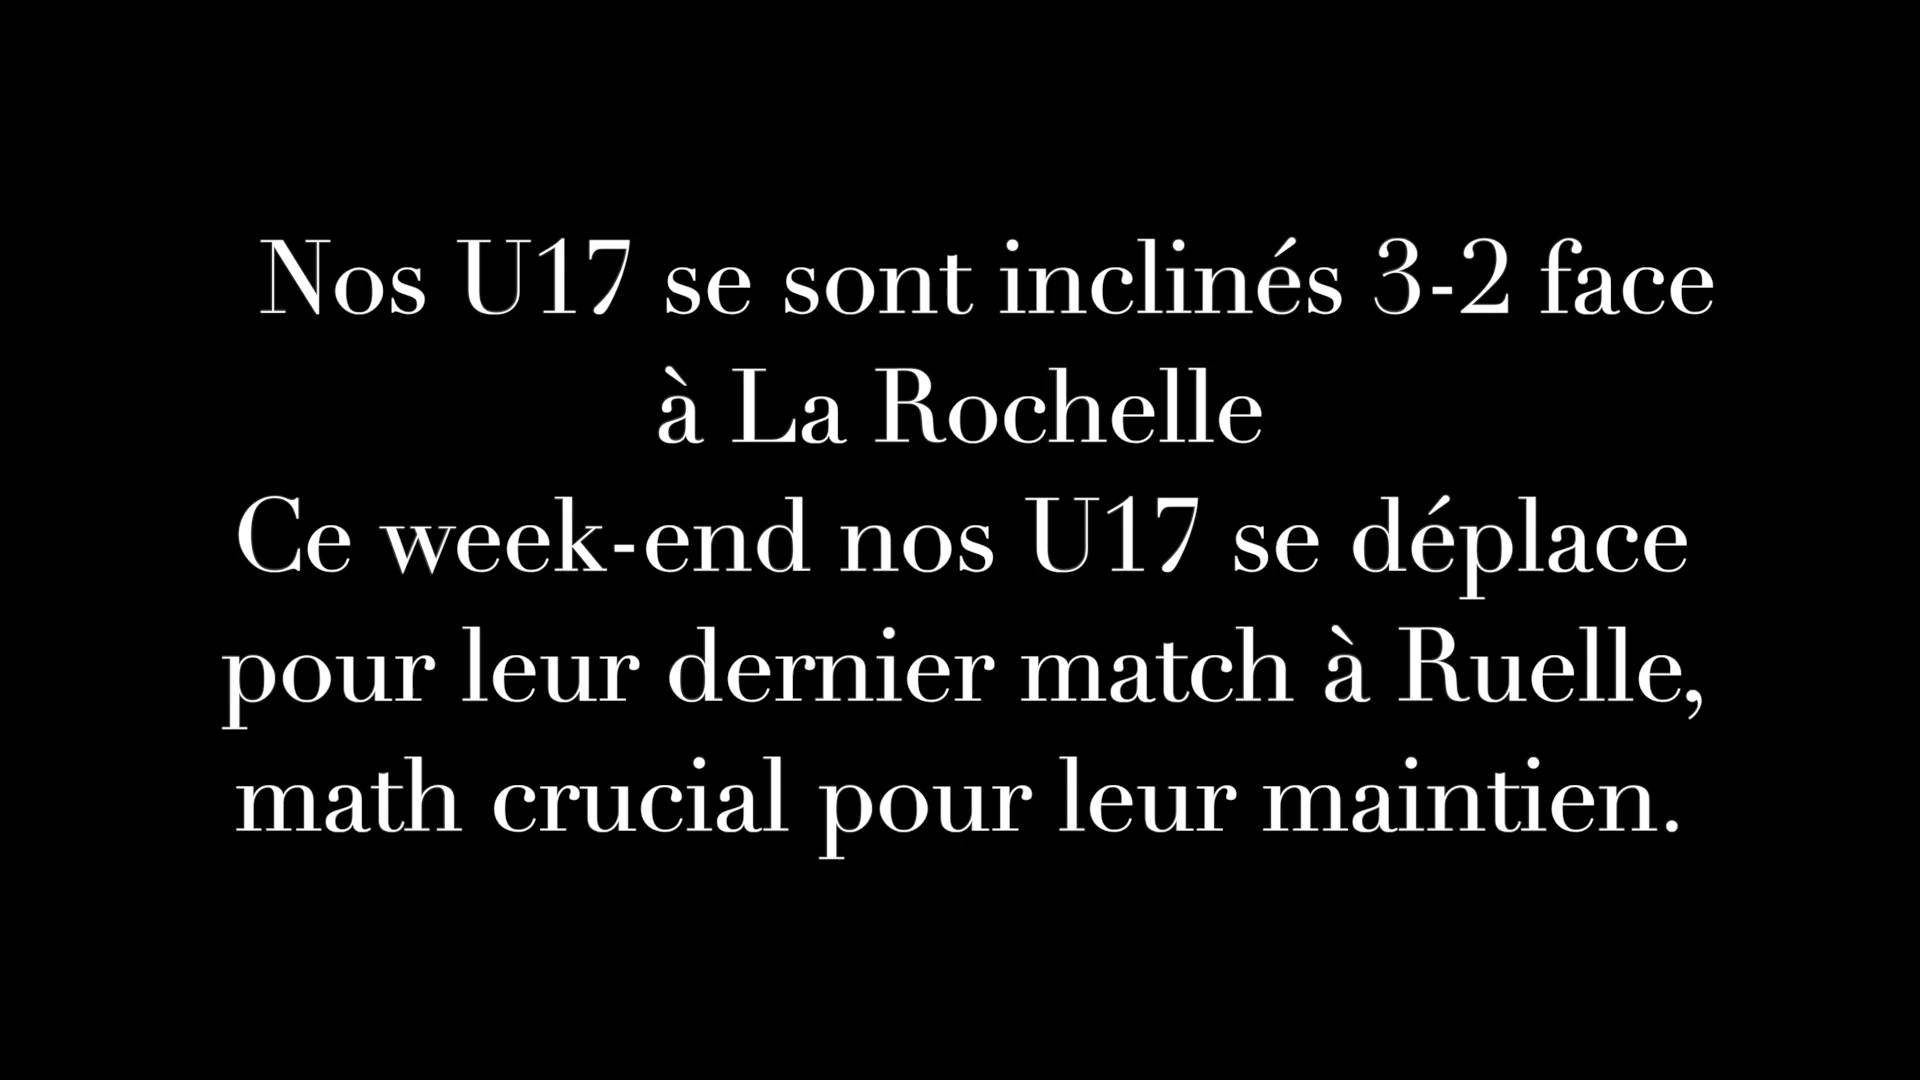 Nos U17 se sont inclinés 3-2 face
à La Rochelle
Ce week-end nos U17 se déplace
pour leur dernier match à Ruelle,
math crucial pour leur maintien.